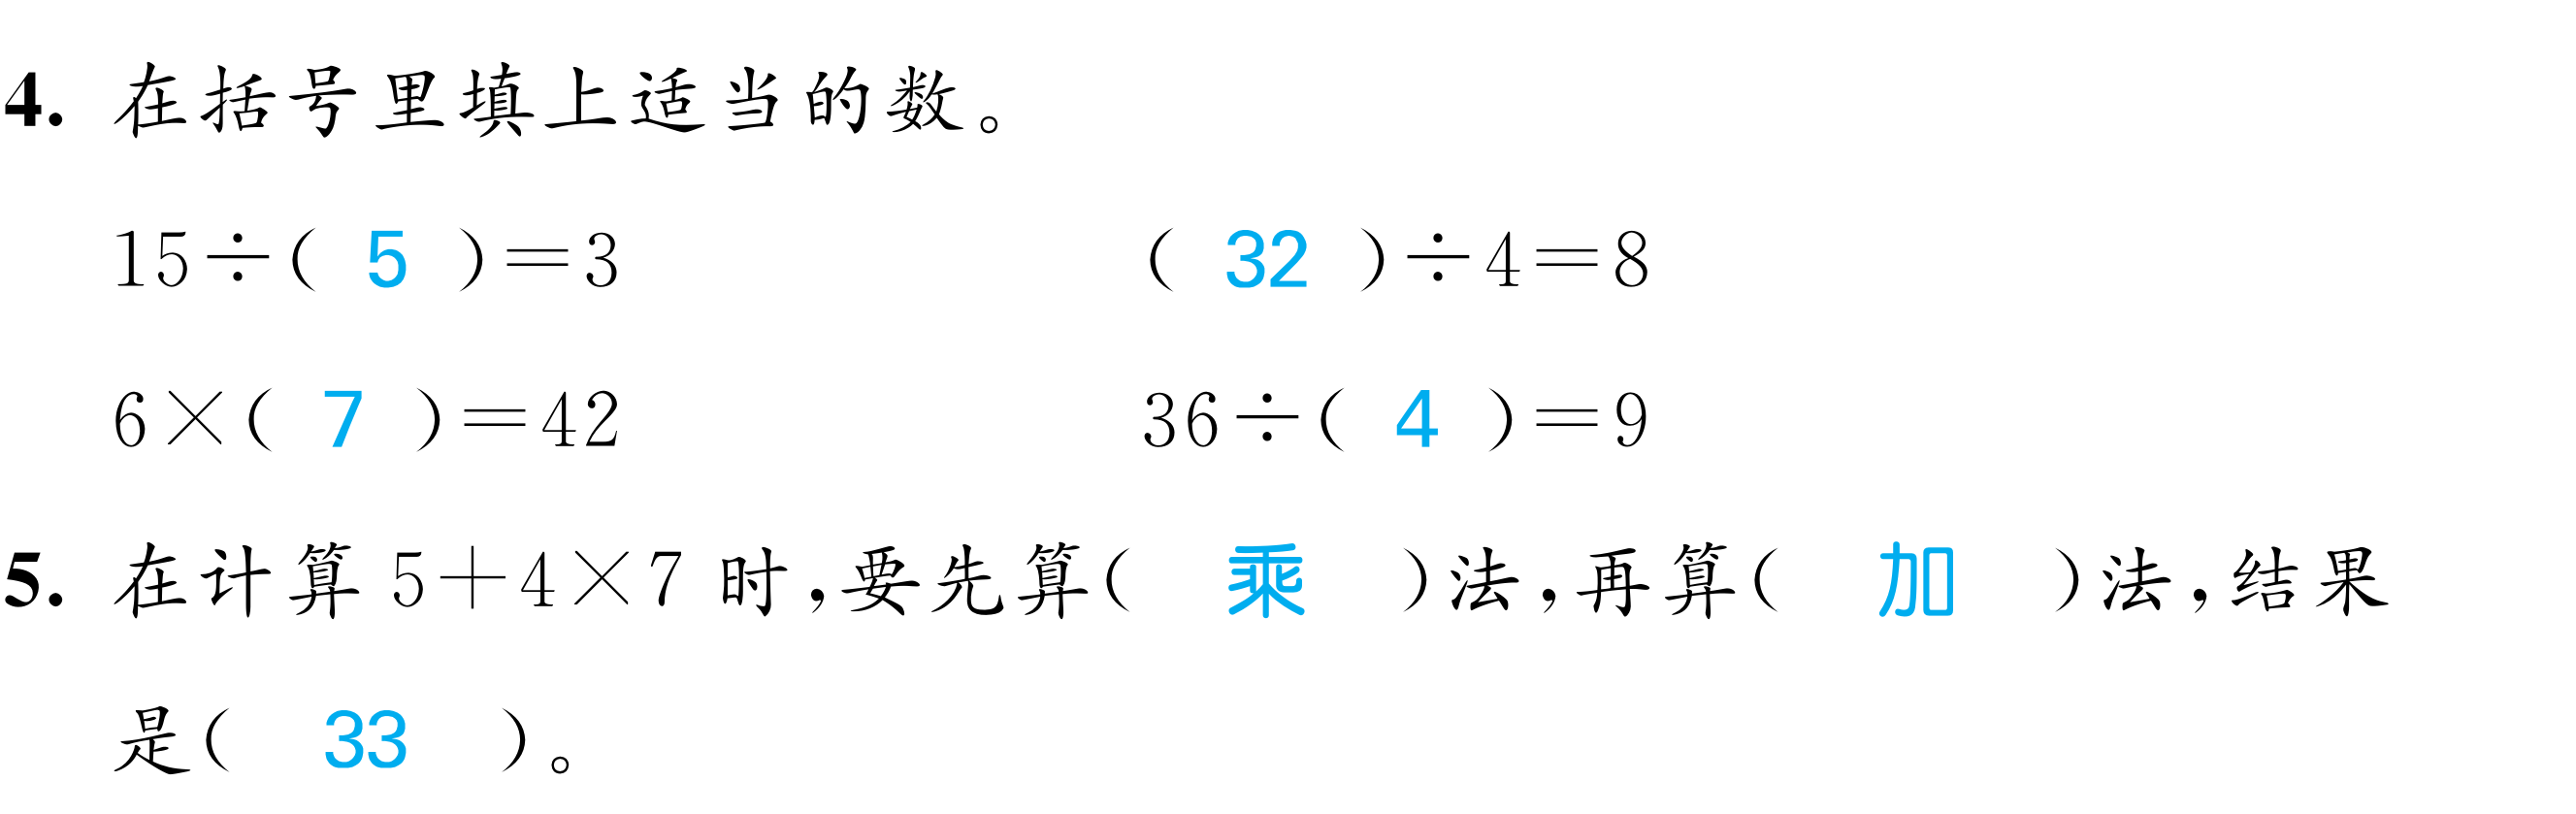 4. 在括号里填上适当的数。
15÷( 5 )=3 ( 32 )÷4=8
6×( 7 )=42 36÷( 4 )=9
5. 在计算 5+4×7 时,要先算( 乘 )法,再算( 加 )法,结果
是( 33 )。